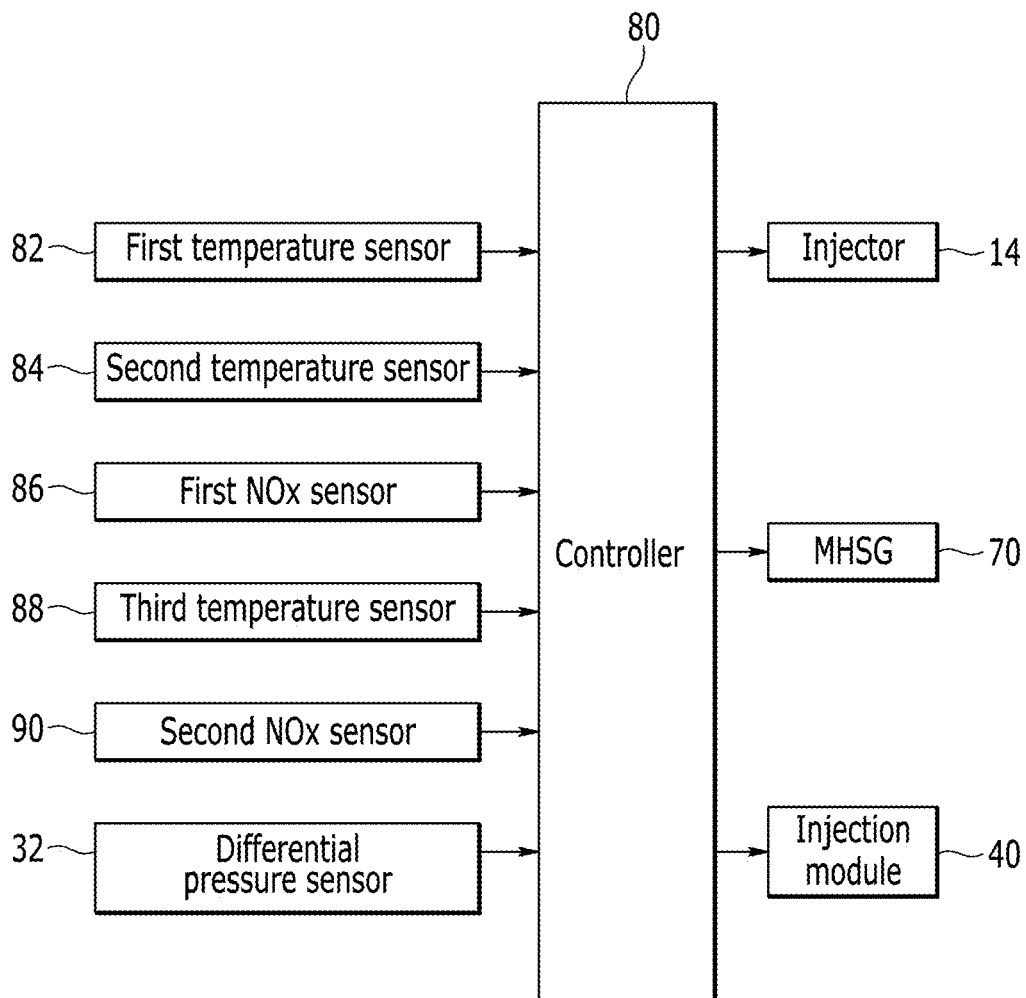 80
82 First temperature sensor
Injector 14
84 Second temperature sensor
86 First NOx sensor
Controller
MHSG 70
88 Third temperature sensor
90 Second NOx sensor
32 Differential
pressure sensor
Injection
module 40